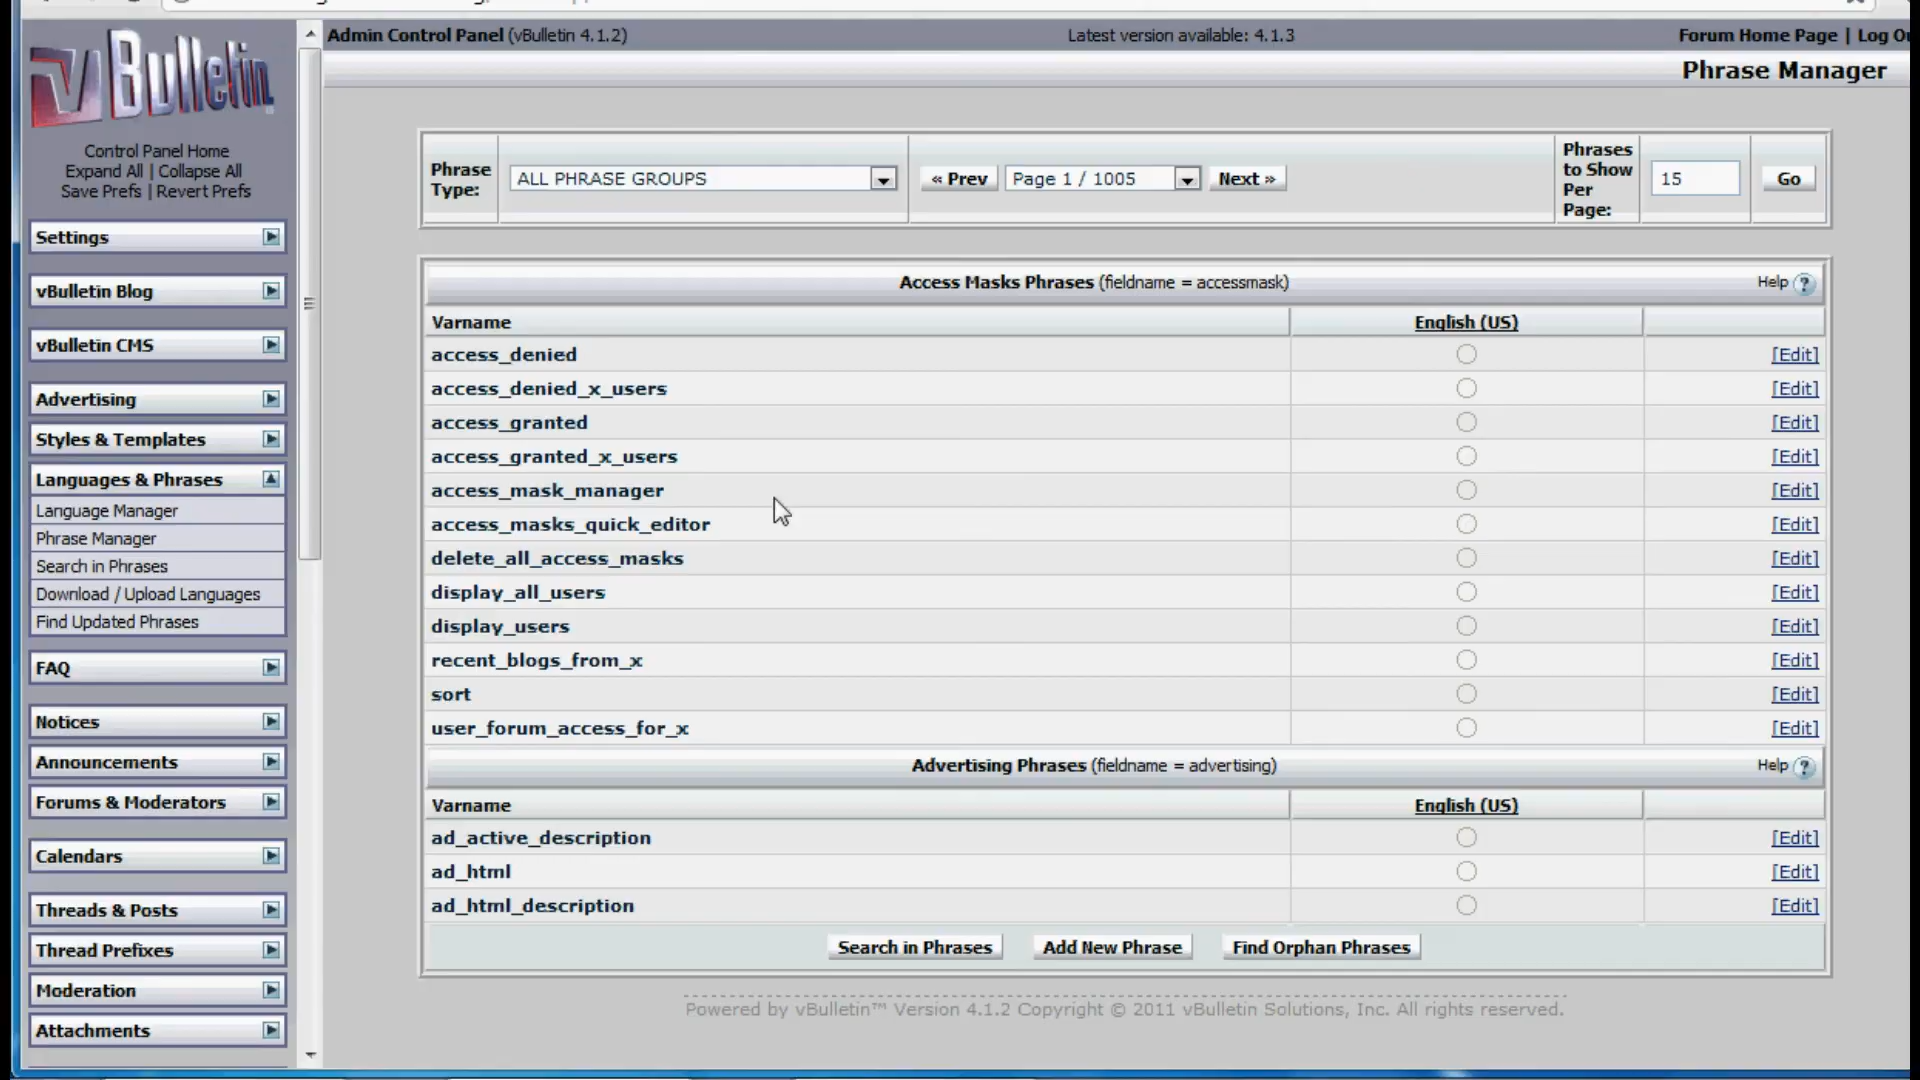 vBulletin
Control Panel Home
Expand All | Collapse All
Save Prefs | Revert Prefs
Settings
vBulletin Blog
vBulletin CMS
Advertising
Styles & Templates
Languages & Phrases
Language Manager
Phrase Manager
Search in Phrases
Download / Upload Languages
Find Updated Phrases
FAQ
Notices
Announcements
Forums & Moderators
Calendars
Threads & Posts
Thread Prefixes
Moderation
Attachments
Admin Control Panel (vBulletin 4.1.2) Latest version available: 4.1.3 Forum Home Page | Log
Phrase Manager
Phrase Type: ALL PHRASE GROUPS « Prev Page 1 / 1005 Next » Phrases to Show Per Page: 15 Go
Access Masks Phrases (fieldname = accessmask) Help ?
Varname English (US)
access_denied [Edit]
access_denied_x_users [Edit]
access_granted [Edit]
access_granted_x_users [Edit]
access_mask_manager [Edit]
access_masks_quick_editor [Edit]
delete_all_access_masks [Edit]
display_all_users [Edit]
display_users [Edit]
recent_blogs_from_x [Edit]
sort [Edit]
user_forum_access_for_x [Edit]
Advertising Phrases (fieldname = advertising) Help ?
Varname English (US)
ad_active_description [Edit]
ad_html [Edit]
ad_html_description [Edit]
Search in Phrases Add New Phrase Find Orphan Phrases
Powered by vBulletin™ Version 4.1.2 Copyright © 2011 vBulletin Solutions, Inc. All rights reserved.